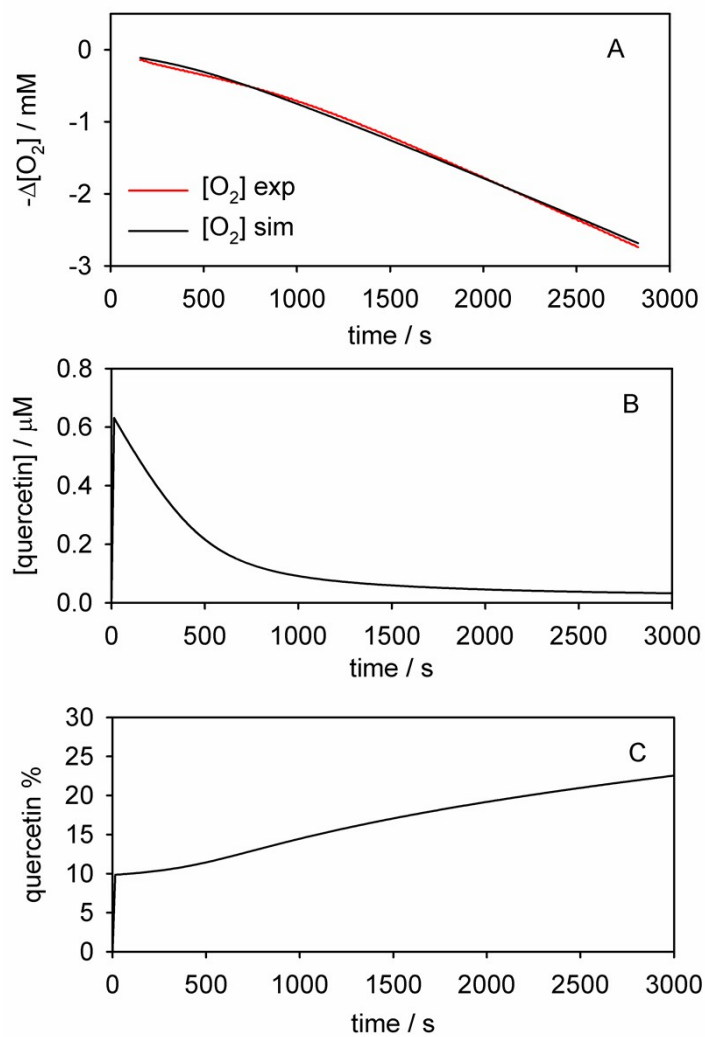 A
0
-1
-2
-3
-Δ[O₂] / mM
[O₂] exp
[O₂] sim
0 500 1000 1500 2000 2500 3000
time / s
B
0.8
0.6
0.4
0.2
0.0
[quercetin] / μM
0 500 1000 1500 2000 2500 3000
time / s
C
30
25
20
15
10
5
0
quercetin %
0 500 1000 1500 2000 2500 3000
time / s